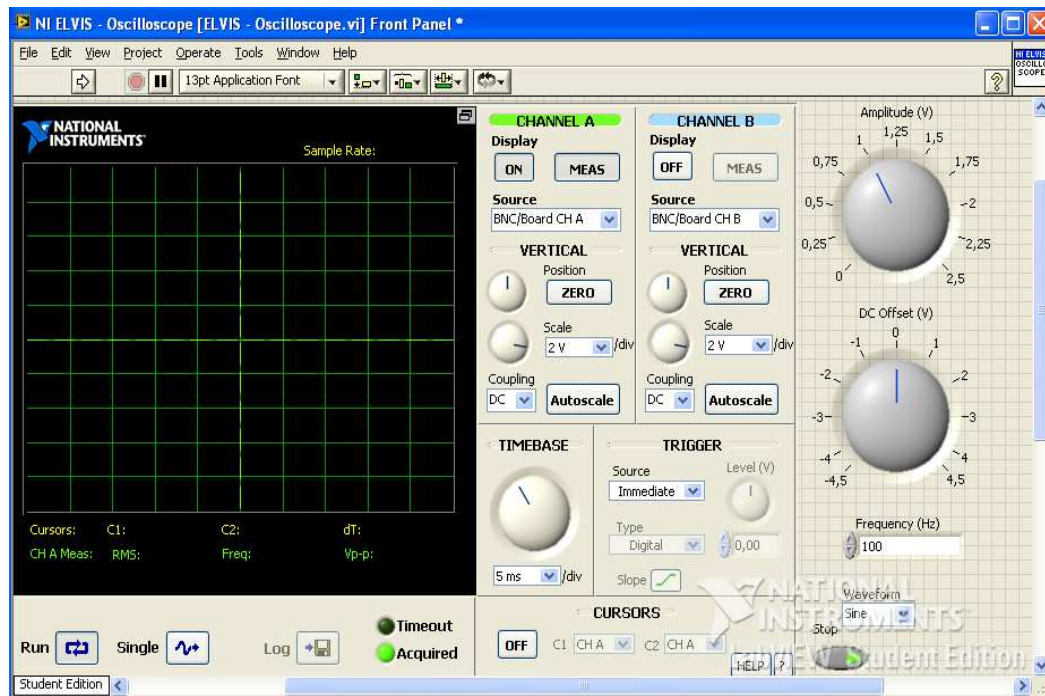 NI ELVIS - Oscilloscope [ELVIS - Oscilloscope.vi] Front Panel *
File Edit View Project Operate Tools Window Help
13pt Application Font
NI ELVIS
OSCILLO
SCOPE
NATIONAL
INSTRUMENTS
Sample Rate:
Cursors: C1: C2: dT:
CH A Meas: RMS: Freq: Vp-p:
CHANNEL A
Display
ON MEAS
Source
BNC/Board CH A
VERTICAL
Position
ZERO
Scale
2 V /div
Coupling
DC Autoscale
CHANNEL B
Display
OFF MEAS
Source
BNC/Board CH B
VERTICAL
Position
ZERO
Scale
2 V /div
Coupling
DC Autoscale
TIMEBASE
5 ms /div
TRIGGER
Source Level (V)
Immediate
Type
Digital 0,00
Slope
Amplitude (V)
0 0,25 0,5 0,75 1 1,25 1,5 1,75 2 2,25 2,5
DC Offset (V)
-4,5 -4 -3 -2 -1 0 1 2 3 4 4,5
Frequency (Hz)
100
Waveform
Sine
Stop
Run Single Log
Timeout
Acquired
CURSORS
OFF C1 CH A C2 CH A
HELP ?
NATIONAL
INSTRUMENTS
LabVIEW Student Edition
Student Edition